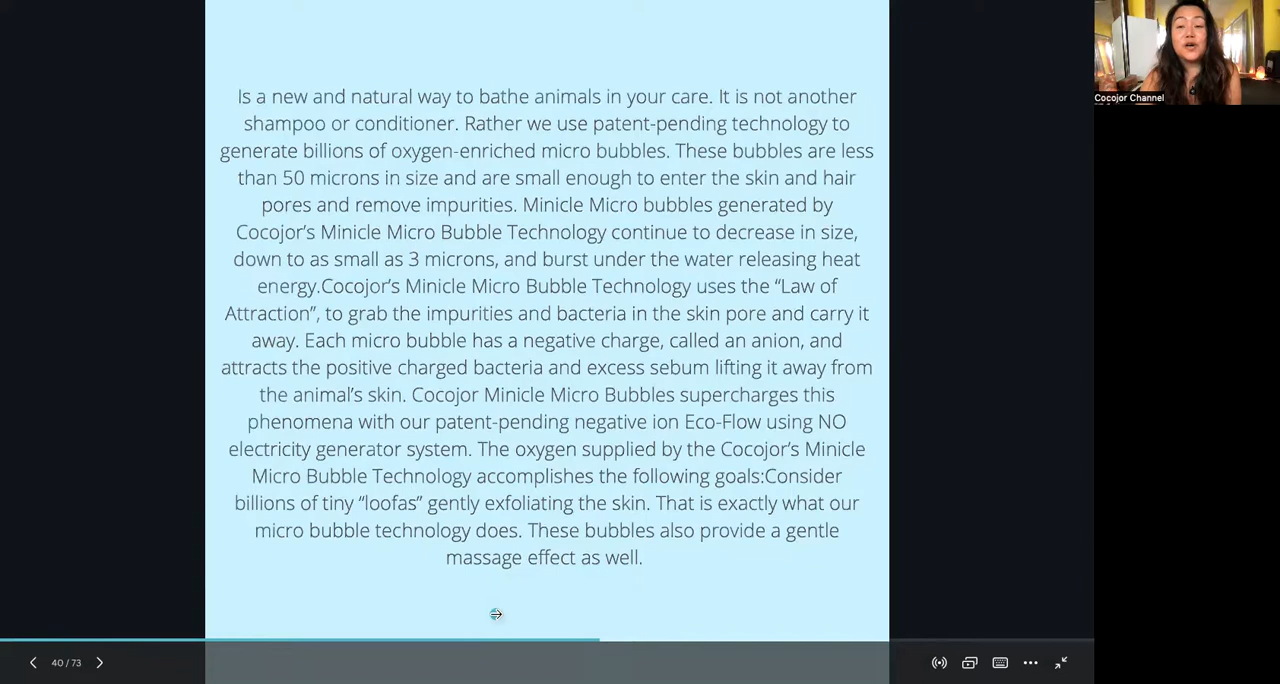 Is a new and natural way to bathe animals in your care. It is not another
shampoo or conditioner. Rather we use patent-pending technology to
generate billions of oxygen-enriched micro bubbles. These bubbles are less
than 50 microns in size and are small enough to enter the skin and hair
pores and remove impurities. Minicle Micro bubbles generated by
Cocojor’s Minicle Micro Bubble Technology continue to decrease in size,
down to as small as 3 microns, and burst under the water releasing heat
energy.Cocojor’s Minicle Micro Bubble Technology uses the “Law of
Attraction”, to grab the impurities and bacteria in the skin pore and carry it
away. Each micro bubble has a negative charge, called an anion, and
attracts the positive charged bacteria and excess sebum lifting it away from
the animal’s skin. Cocojor Minicle Micro Bubbles supercharges this
phenomena with our patent-pending negative ion Eco-Flow using NO
electricity generator system. The oxygen supplied by the Cocojor’s Minicle
Micro Bubble Technology accomplishes the following goals:Consider
billions of tiny “loofas” gently exfoliating the skin. That is exactly what our
micro bubble technology does. These bubbles also provide a gentle
massage effect as well.
Cocojor Channel
40 / 73